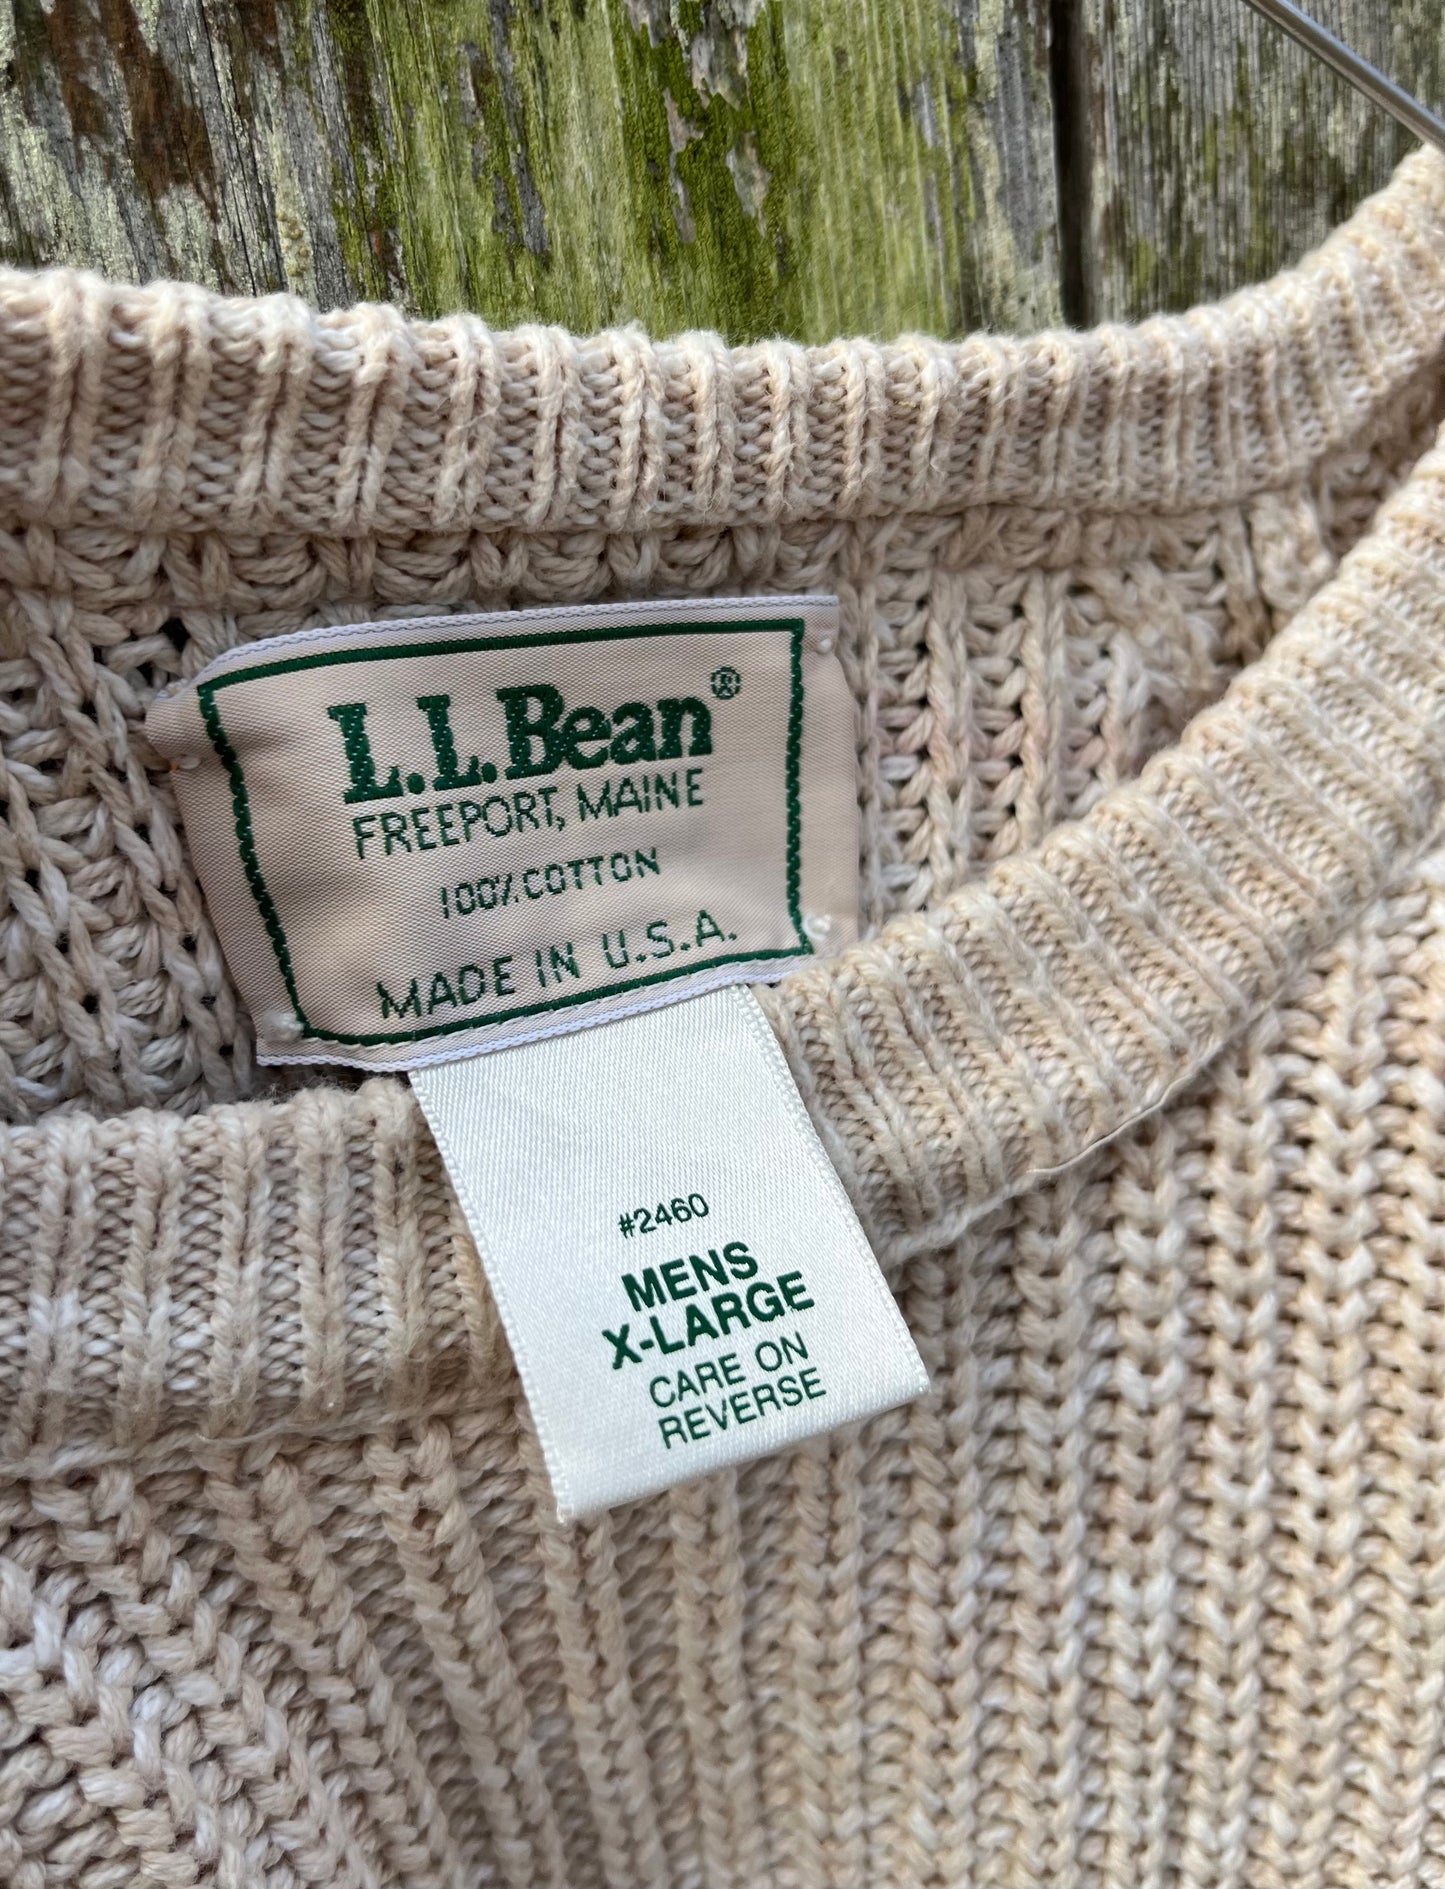 L.L.Bean®
FREEPORT, MAINE
100% COTTON
MADE IN U.S.A.
#2460
MENS
X-LARGE
CARE ON
REVERSE